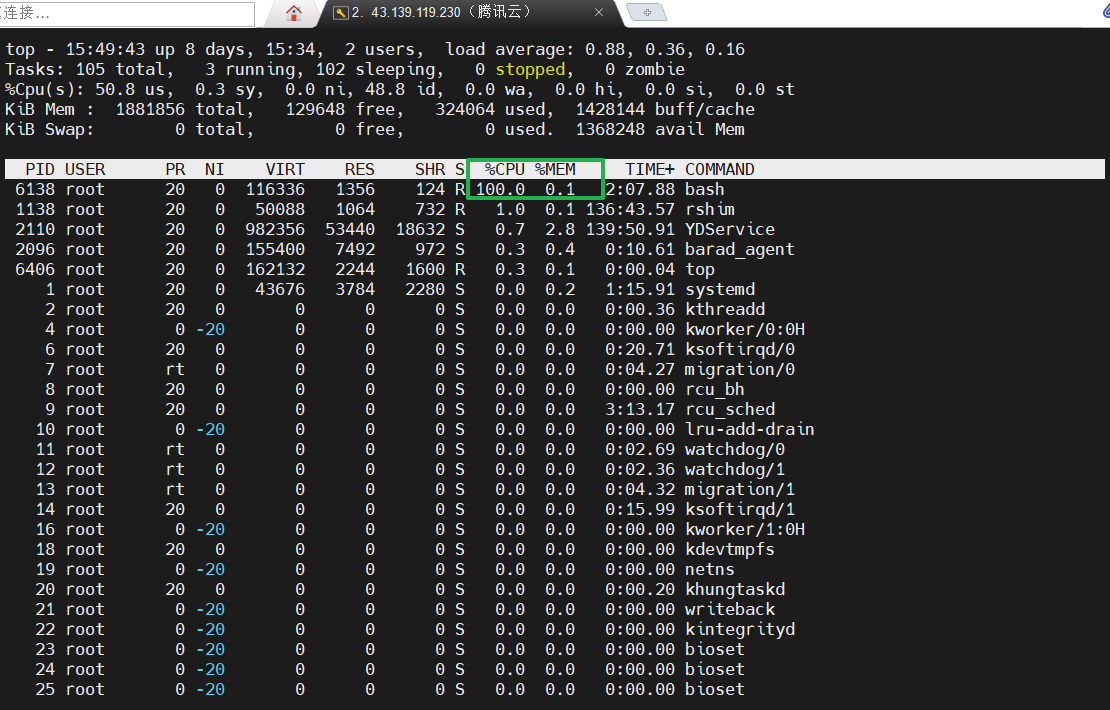 连接...
2. 43.139.119.230（腾讯云）
top - 15:49:43 up 8 days, 15:34,  2 users,  load average: 0.88, 0.36, 0.16
Tasks: 105 total,   3 running, 102 sleeping,   0 stopped,   0 zombie
%Cpu(s): 50.8 us,  0.3 sy,  0.0 ni, 48.8 id,  0.0 wa,  0.0 hi,  0.0 si,  0.0 st
KiB Mem :  1881856 total,   129648 free,   324064 used,  1428144 buff/cache
KiB Swap:        0 total,        0 free,        0 used.  1368248 avail Mem
PID USER      PR  NI    VIRT    RES    SHR S  %CPU %MEM     TIME+ COMMAND
6138 root      20   0  116336   1356    124 R 100.0  0.1   2:07.88 bash
1138 root      20   0   50088   1064    732 R   1.0  0.1 136:43.57 rshim
2110 root      20   0  982356  53440  18632 S   0.7  2.8 139:50.91 YDService
2096 root      20   0  155400   7492    972 S   0.3  0.4   0:10.61 barad_agent
6406 root      20   0  162132   2244   1600 R   0.3  0.1   0:00.04 top
1 root      20   0   43676   3784   2280 S   0.0  0.2   1:15.91 systemd
2 root      20   0       0      0      0 S   0.0  0.0   0:00.36 kthreadd
4 root       0 -20       0      0      0 S   0.0  0.0   0:00.00 kworker/0:0H
6 root      20   0       0      0      0 S   0.0  0.0   0:20.71 ksoftirqd/0
7 root      rt   0       0      0      0 S   0.0  0.0   0:04.27 migration/0
8 root      20   0       0      0      0 S   0.0  0.0   0:00.00 rcu_bh
9 root      20   0       0      0      0 S   0.0  0.0   3:13.17 rcu_sched
10 root       0 -20       0      0      0 S   0.0  0.0   0:00.00 lru-add-drain
11 root      rt   0       0      0      0 S   0.0  0.0   0:02.69 watchdog/0
12 root      rt   0       0      0      0 S   0.0  0.0   0:02.36 watchdog/1
13 root      rt   0       0      0      0 S   0.0  0.0   0:04.32 migration/1
14 root      20   0       0      0      0 S   0.0  0.0   0:15.99 ksoftirqd/1
16 root       0 -20       0      0      0 S   0.0  0.0   0:00.00 kworker/1:0H
18 root      20   0       0      0      0 S   0.0  0.0   0:00.00 kdevtmpfs
19 root       0 -20       0      0      0 S   0.0  0.0   0:00.00 netns
20 root      20   0       0      0      0 S   0.0  0.0   0:00.20 khungtaskd
21 root       0 -20       0      0      0 S   0.0  0.0   0:00.00 writeback
22 root       0 -20       0      0      0 S   0.0  0.0   0:00.00 kintegrityd
23 root       0 -20       0      0      0 S   0.0  0.0   0:00.00 bioset
24 root       0 -20       0      0      0 S   0.0  0.0   0:00.00 bioset
25 root       0 -20       0      0      0 S   0.0  0.0   0:00.00 bioset